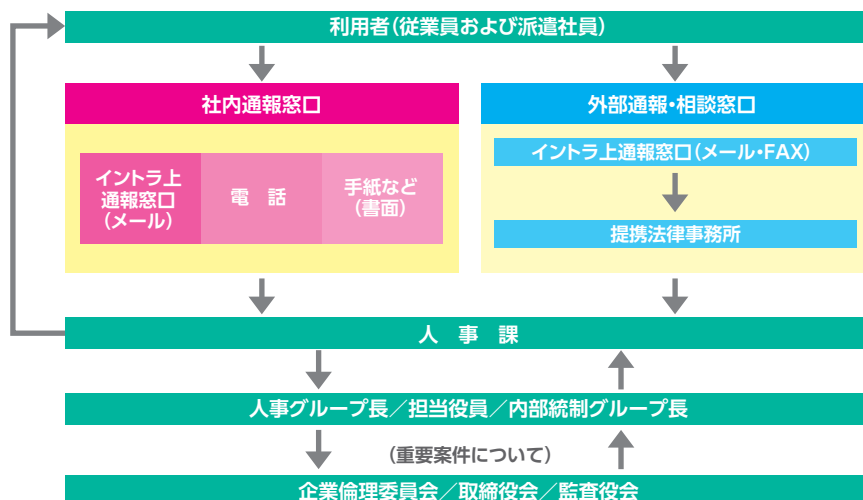 利用者（従業員および派遣社員）
社内通報窓口
イントラ上
通報窓口
（メール）
電　話
手紙など
（書面）
外部通報・相談窓口
イントラ上通報窓口（メール・FAX）
提携法律事務所
人　事　課
人事グループ長／担当役員／内部統制グループ長
（重要案件について）
企業倫理委員会／取締役会／監査役会